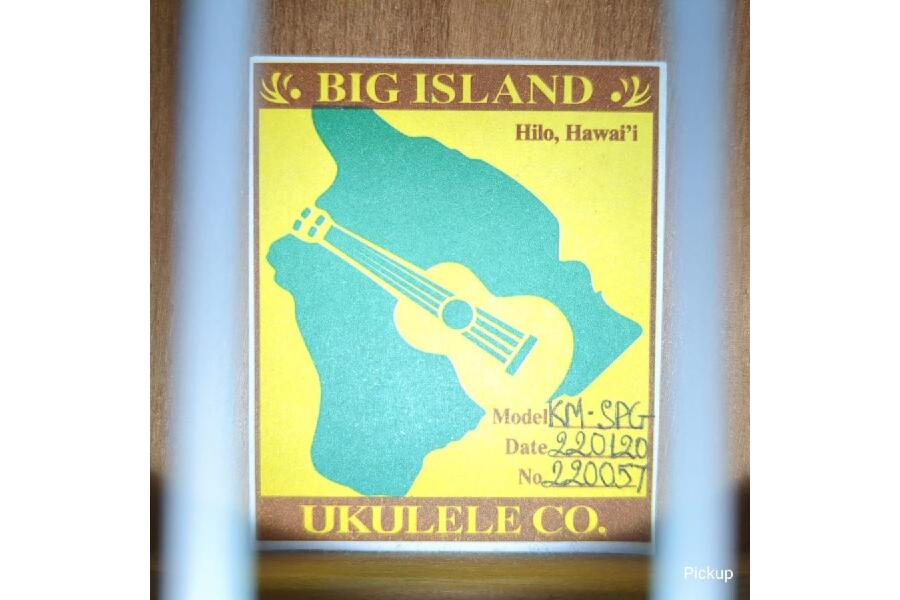 BIG ISLAND
Hilo, Hawai'i
Model KM-SPG
Date 220120
No. 220057
UKULELE CO.
Pickup